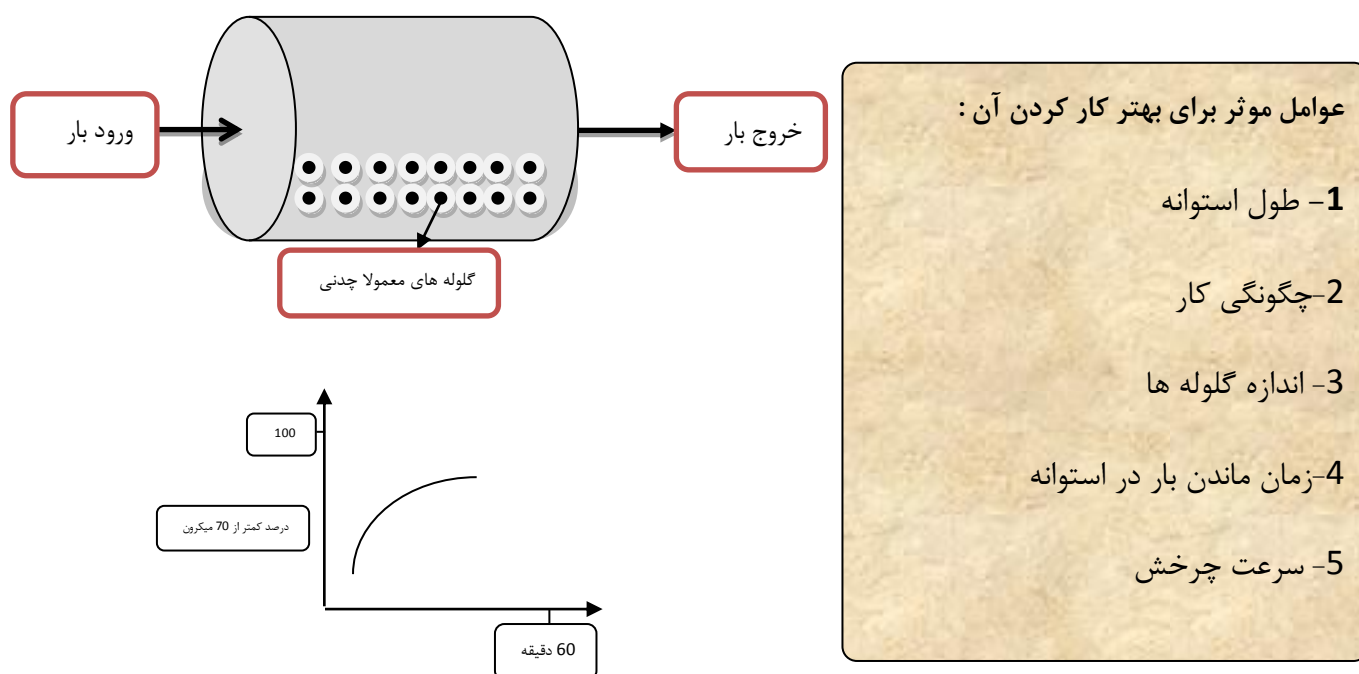 ورود بار
خروج بار
گلوله های معمولا چدنی
100
درصد کمتر از 70 میکرون
60 دقیقه
عوامل موثر برای بهتر کار کردن آن :
1- طول استوانه
2-چگونگی کار
3- اندازه گلوله ها
4-زمان ماندن بار در استوانه
5- سرعت چرخش